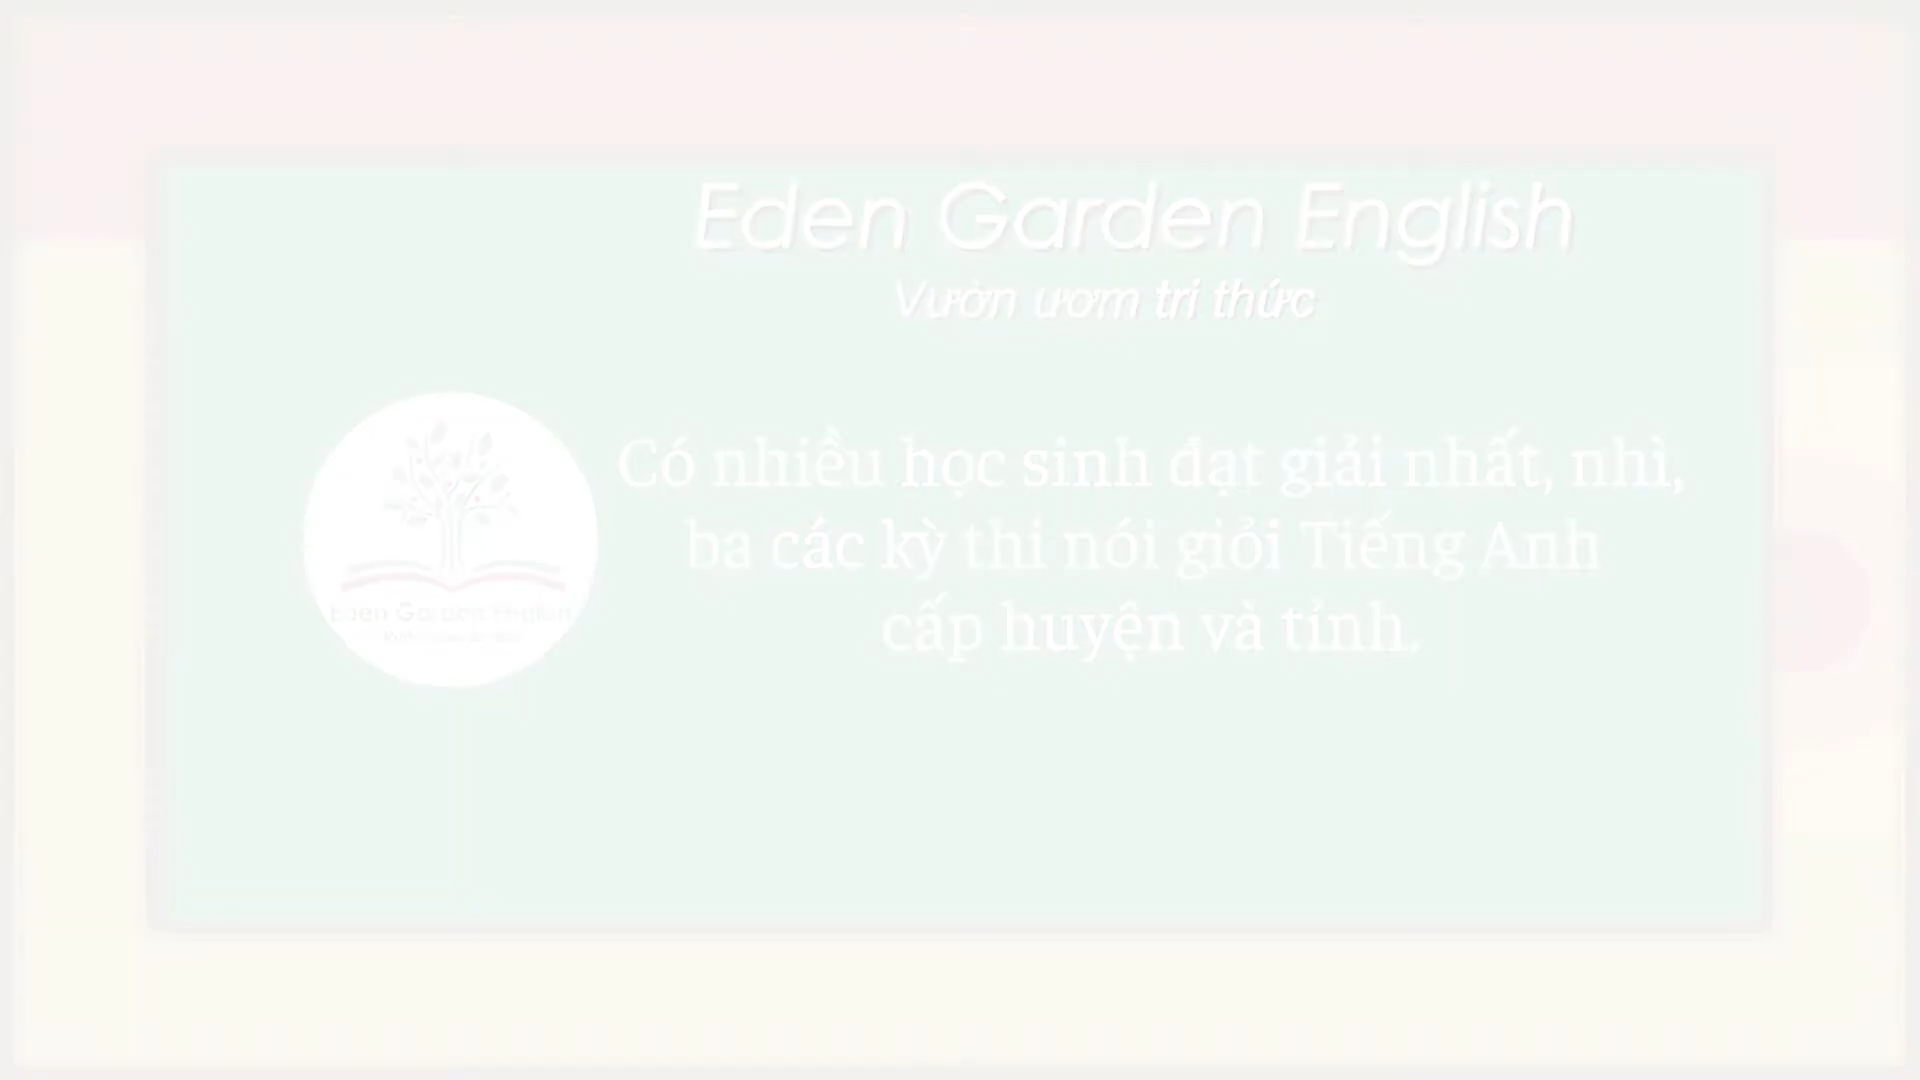 Eden Garden English
Vườn ươm tri thức
Có nhiều học sinh đạt giải nhất, nhì,
ba các kỳ thi nói giỏi Tiếng Anh
cấp huyện và tỉnh.
Eden Garden English